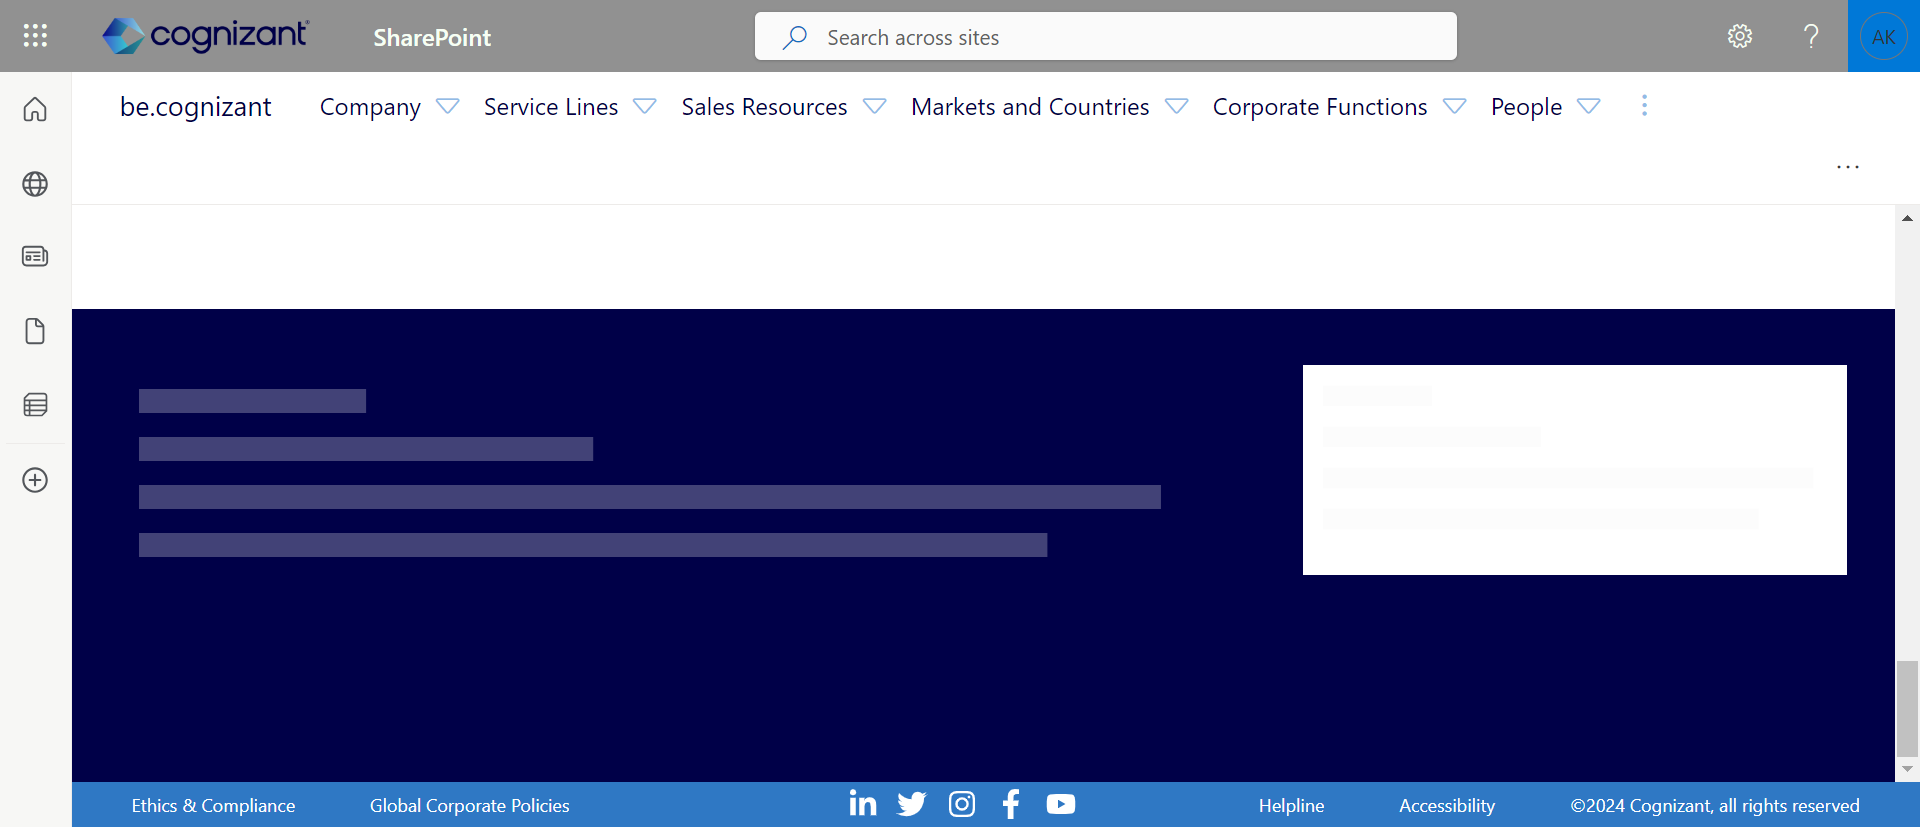 cognizant
SharePoint
Search across sites
AK
be.cognizant
Company
Service Lines
Sales Resources
Markets and Countries
Corporate Functions
People
Ethics & Compliance
Global Corporate Policies
Helpline
Accessibility
©2024 Cognizant, all rights reserved